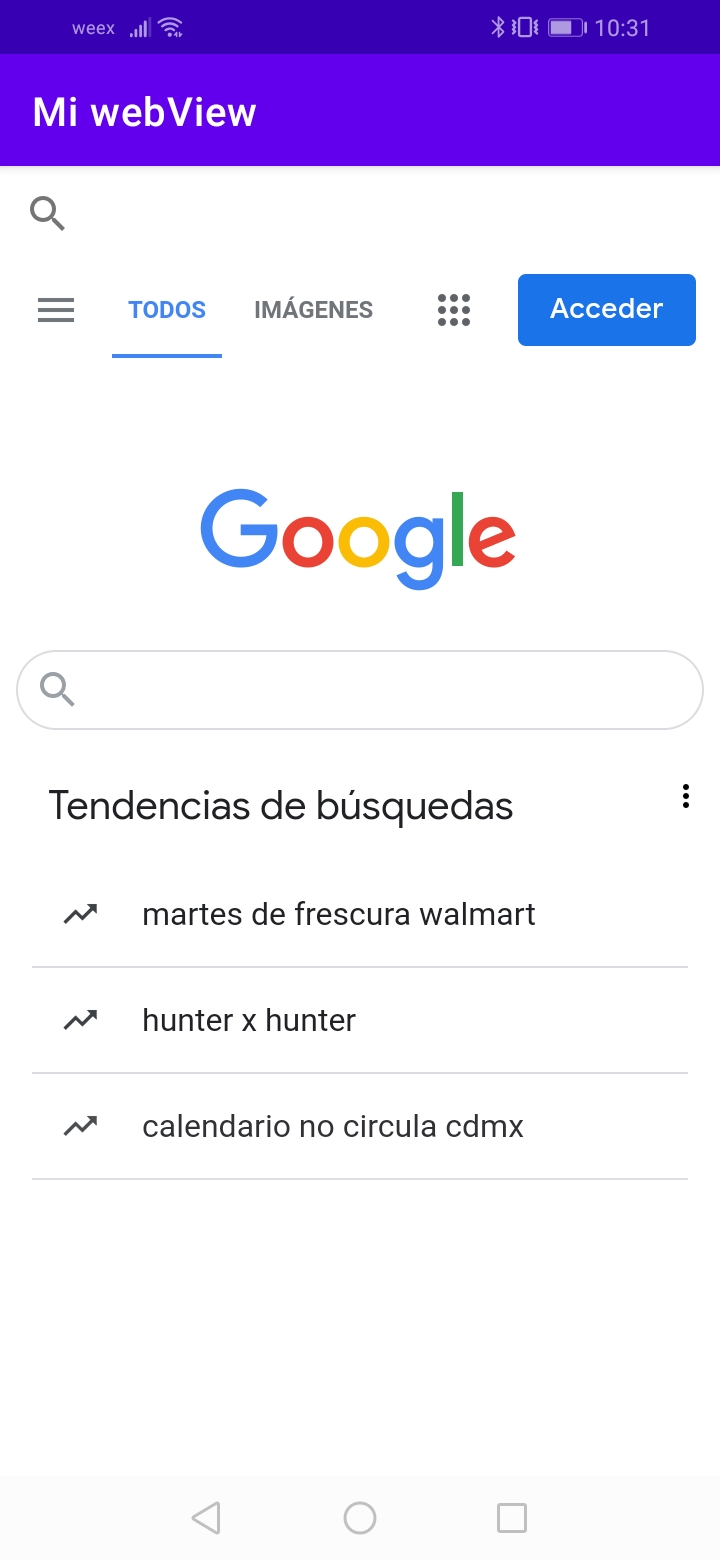 weex 10:31
Mi webView
TODOS IMÁGENES Acceder
Google
Tendencias de búsquedas
martes de frescura walmart
hunter x hunter
calendario no circula cdmx